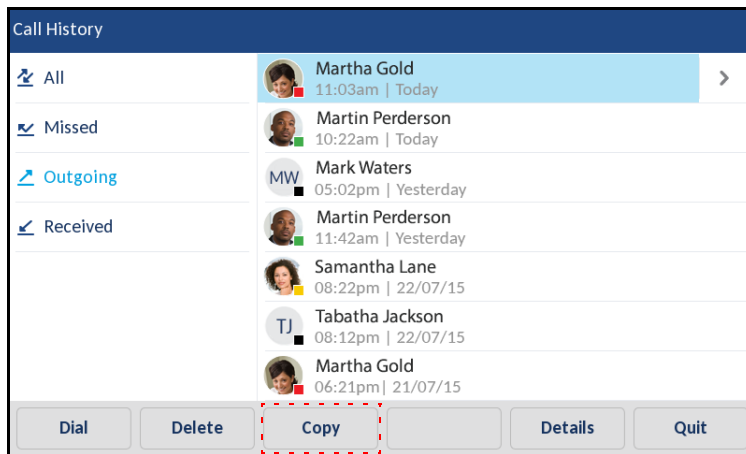 Call History
All
Missed
Outgoing
Received
Martha Gold
11:03am | Today
Martin Perderson
10:22am | Today
MW
Mark Waters
05:02pm | Yesterday
Martin Perderson
11:42am | Yesterday
Samantha Lane
08:22pm | 22/07/15
TJ
Tabatha Jackson
08:12pm | 22/07/15
Martha Gold
06:21pm| 21/07/15
Dial
Delete
Copy
Details
Quit